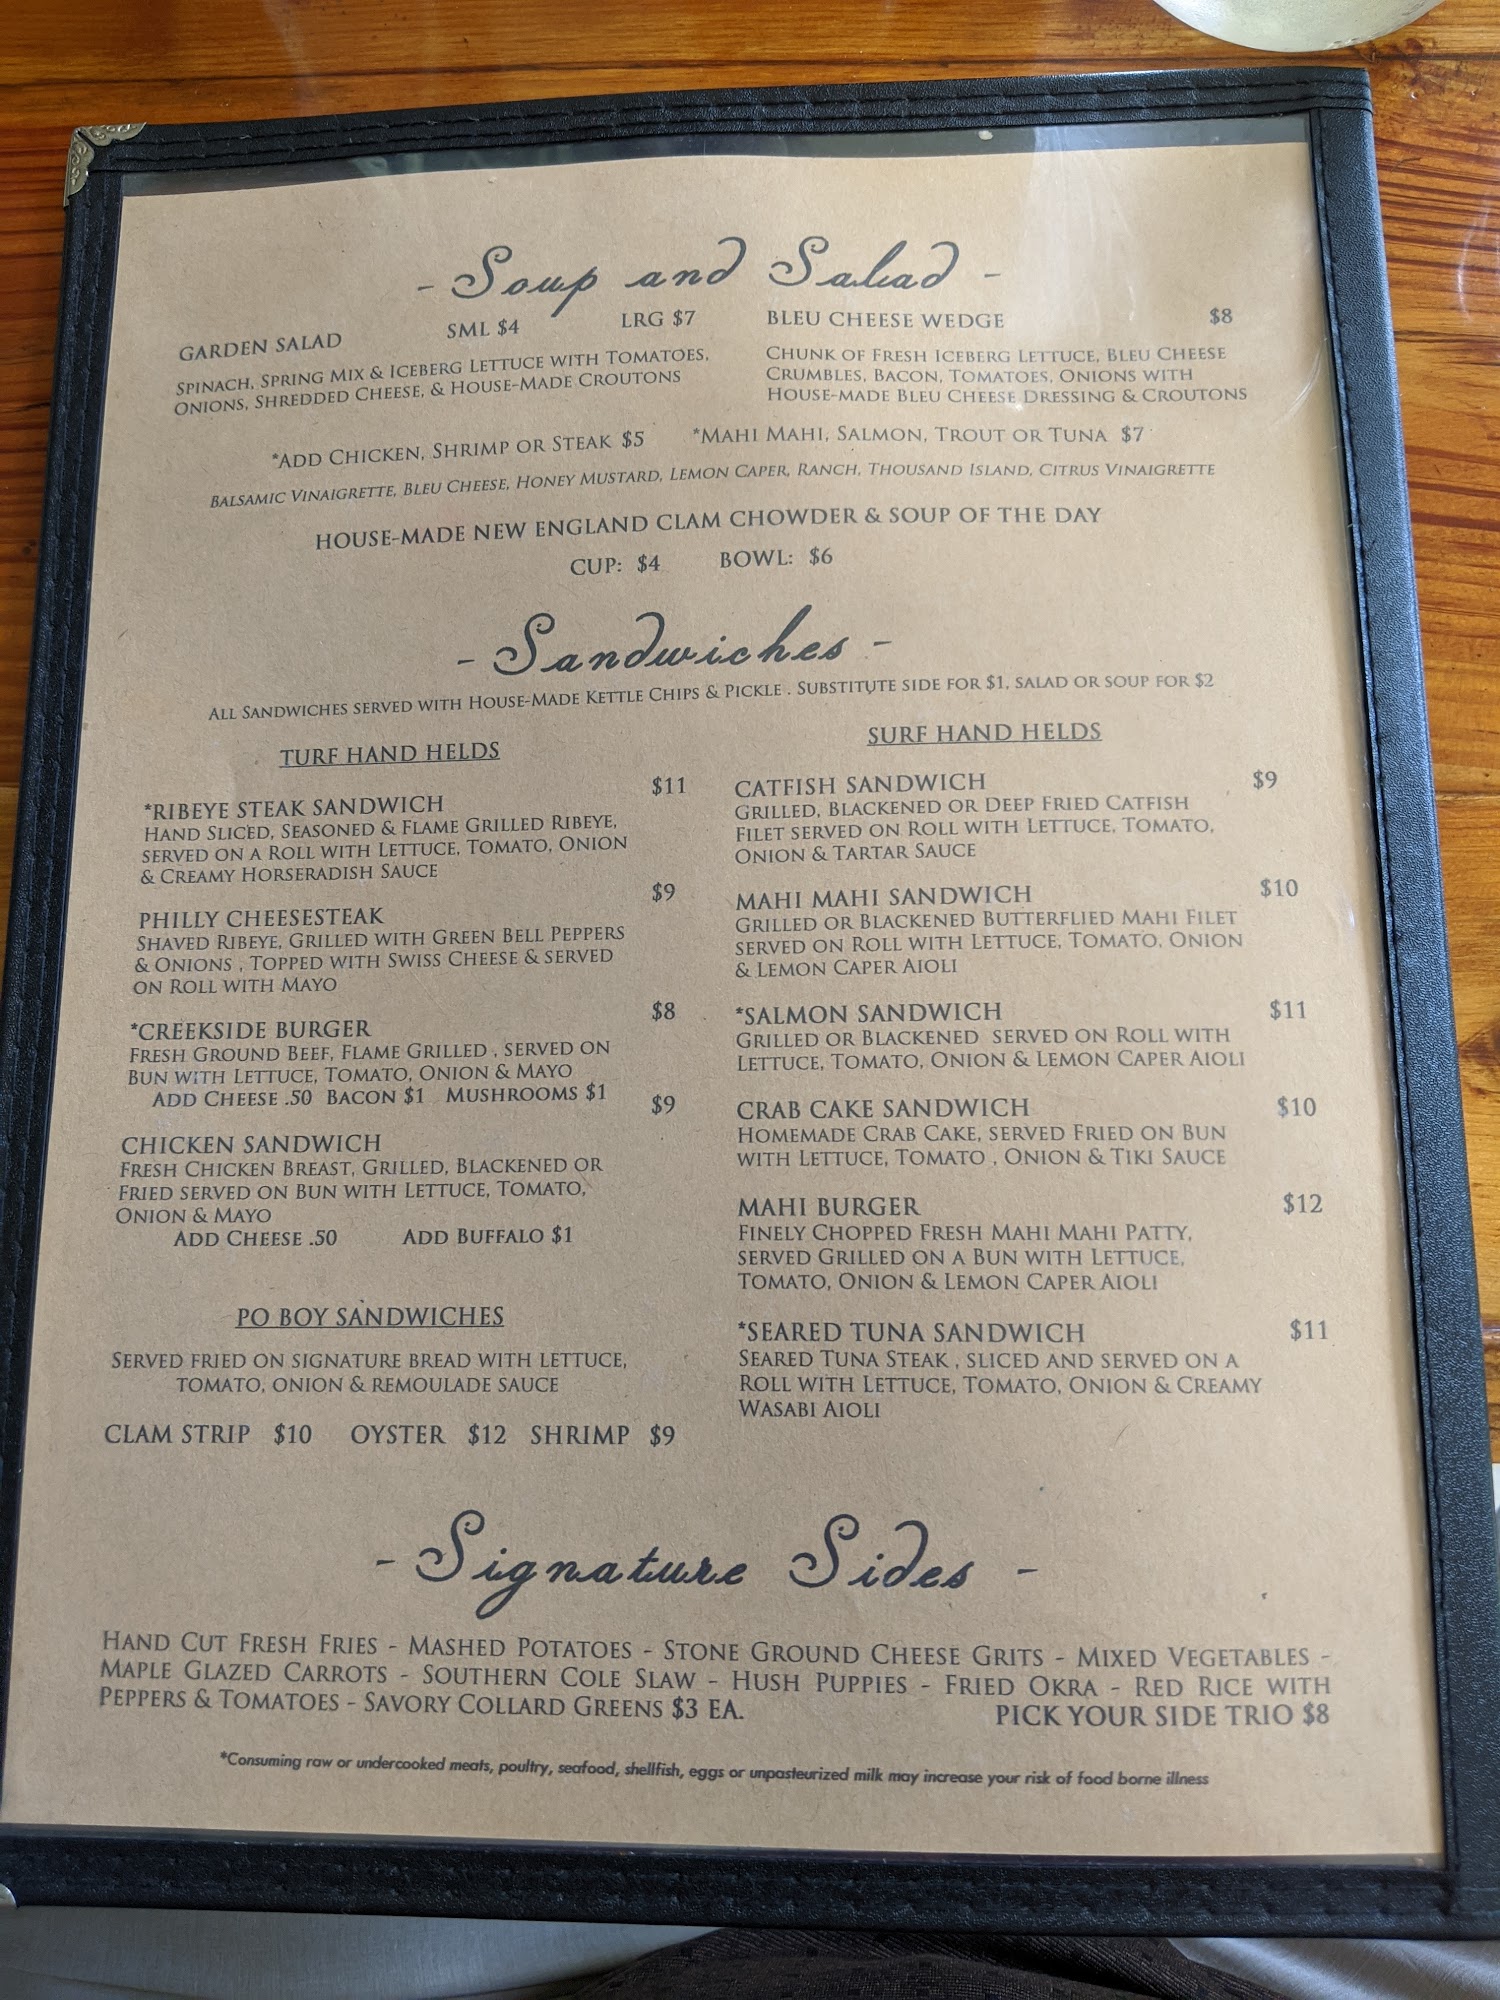 - Soup and Salad -
GARDEN SALAD SML $4 LRG $7
SPINACH, SPRING MIX & ICEBERG LETTUCE WITH TOMATOES,
ONIONS, SHREDDED CHEESE, & HOUSE-MADE CROUTONS
BLEU CHEESE WEDGE $8
CHUNK OF FRESH ICEBERG LETTUCE, BLEU CHEESE
CRUMBLES, BACON, TOMATOES, ONIONS WITH
HOUSE-MADE BLEU CHEESE DRESSING & CROUTONS
*ADD CHICKEN, SHRIMP OR STEAK $5 *MAHI MAHI, SALMON, TROUT OR TUNA $7
BALSAMIC VINAIGRETTE, BLEU CHEESE, HONEY MUSTARD, LEMON CAPER, RANCH, THOUSAND ISLAND, CITRUS VINAIGRETTE
HOUSE-MADE NEW ENGLAND CLAM CHOWDER & SOUP OF THE DAY
CUP: $4 BOWL: $6
- Sandwiches -
ALL SANDWICHES SERVED WITH HOUSE-MADE KETTLE CHIPS & PICKLE . SUBSTITUTE SIDE FOR $1, SALAD OR SOUP FOR $2
TURF HAND HELDS
*RIBEYE STEAK SANDWICH $11
HAND SLICED, SEASONED & FLAME GRILLED RIBEYE,
SERVED ON A ROLL WITH LETTUCE, TOMATO, ONION
& CREAMY HORSERADISH SAUCE
PHILLY CHEESESTEAK $9
SHAVED RIBEYE, GRILLED WITH GREEN BELL PEPPERS
& ONIONS , TOPPED WITH SWISS CHEESE & SERVED
ON ROLL WITH MAYO
*CREEKSIDE BURGER $8
FRESH GROUND BEEF, FLAME GRILLED , SERVED ON
BUN WITH LETTUCE, TOMATO, ONION & MAYO
ADD CHEESE .50 BACON $1 MUSHROOMS $1
CHICKEN SANDWICH $9
FRESH CHICKEN BREAST, GRILLED, BLACKENED OR
FRIED SERVED ON BUN WITH LETTUCE, TOMATO,
ONION & MAYO
ADD CHEESE .50 ADD BUFFALO $1
PO BOY SANDWICHES
SERVED FRIED ON SIGNATURE BREAD WITH LETTUCE,
TOMATO, ONION & REMOULADE SAUCE
CLAM STRIP $10 OYSTER $12 SHRIMP $9
SURF HAND HELDS
CATFISH SANDWICH $9
GRILLED, BLACKENED OR DEEP FRIED CATFISH
FILET SERVED ON ROLL WITH LETTUCE, TOMATO,
ONION & TARTAR SAUCE
MAHI MAHI SANDWICH $10
GRILLED OR BLACKENED BUTTERFLIED MAHI FILET
SERVED ON ROLL WITH LETTUCE, TOMATO, ONION
& LEMON CAPER AIOLI
*SALMON SANDWICH $11
GRILLED OR BLACKENED SERVED ON ROLL WITH
LETTUCE, TOMATO, ONION & LEMON CAPER AIOLI
CRAB CAKE SANDWICH $10
HOMEMADE CRAB CAKE, SERVED FRIED ON BUN
WITH LETTUCE, TOMATO , ONION & TIKI SAUCE
MAHI BURGER $12
FINELY CHOPPED FRESH MAHI MAHI PATTY,
SERVED GRILLED ON A BUN WITH LETTUCE,
TOMATO, ONION & LEMON CAPER AIOLI
*SEARED TUNA SANDWICH $11
SEARED TUNA STEAK , SLICED AND SERVED ON A
ROLL WITH LETTUCE, TOMATO, ONION & CREAMY
WASABI AIOLI
- Signature Sides -
HAND CUT FRESH FRIES - MASHED POTATOES - STONE GROUND CHEESE GRITS - MIXED VEGETABLES -
MAPLE GLAZED CARROTS - SOUTHERN COLE SLAW - HUSH PUPPIES - FRIED OKRA - RED RICE WITH
PEPPERS & TOMATOES - SAVORY COLLARD GREENS $3 EA. PICK YOUR SIDE TRIO $8
*Consuming raw or undercooked meats, poultry, seafood, shellfish, eggs or unpasteurized milk may increase your risk of food borne illness